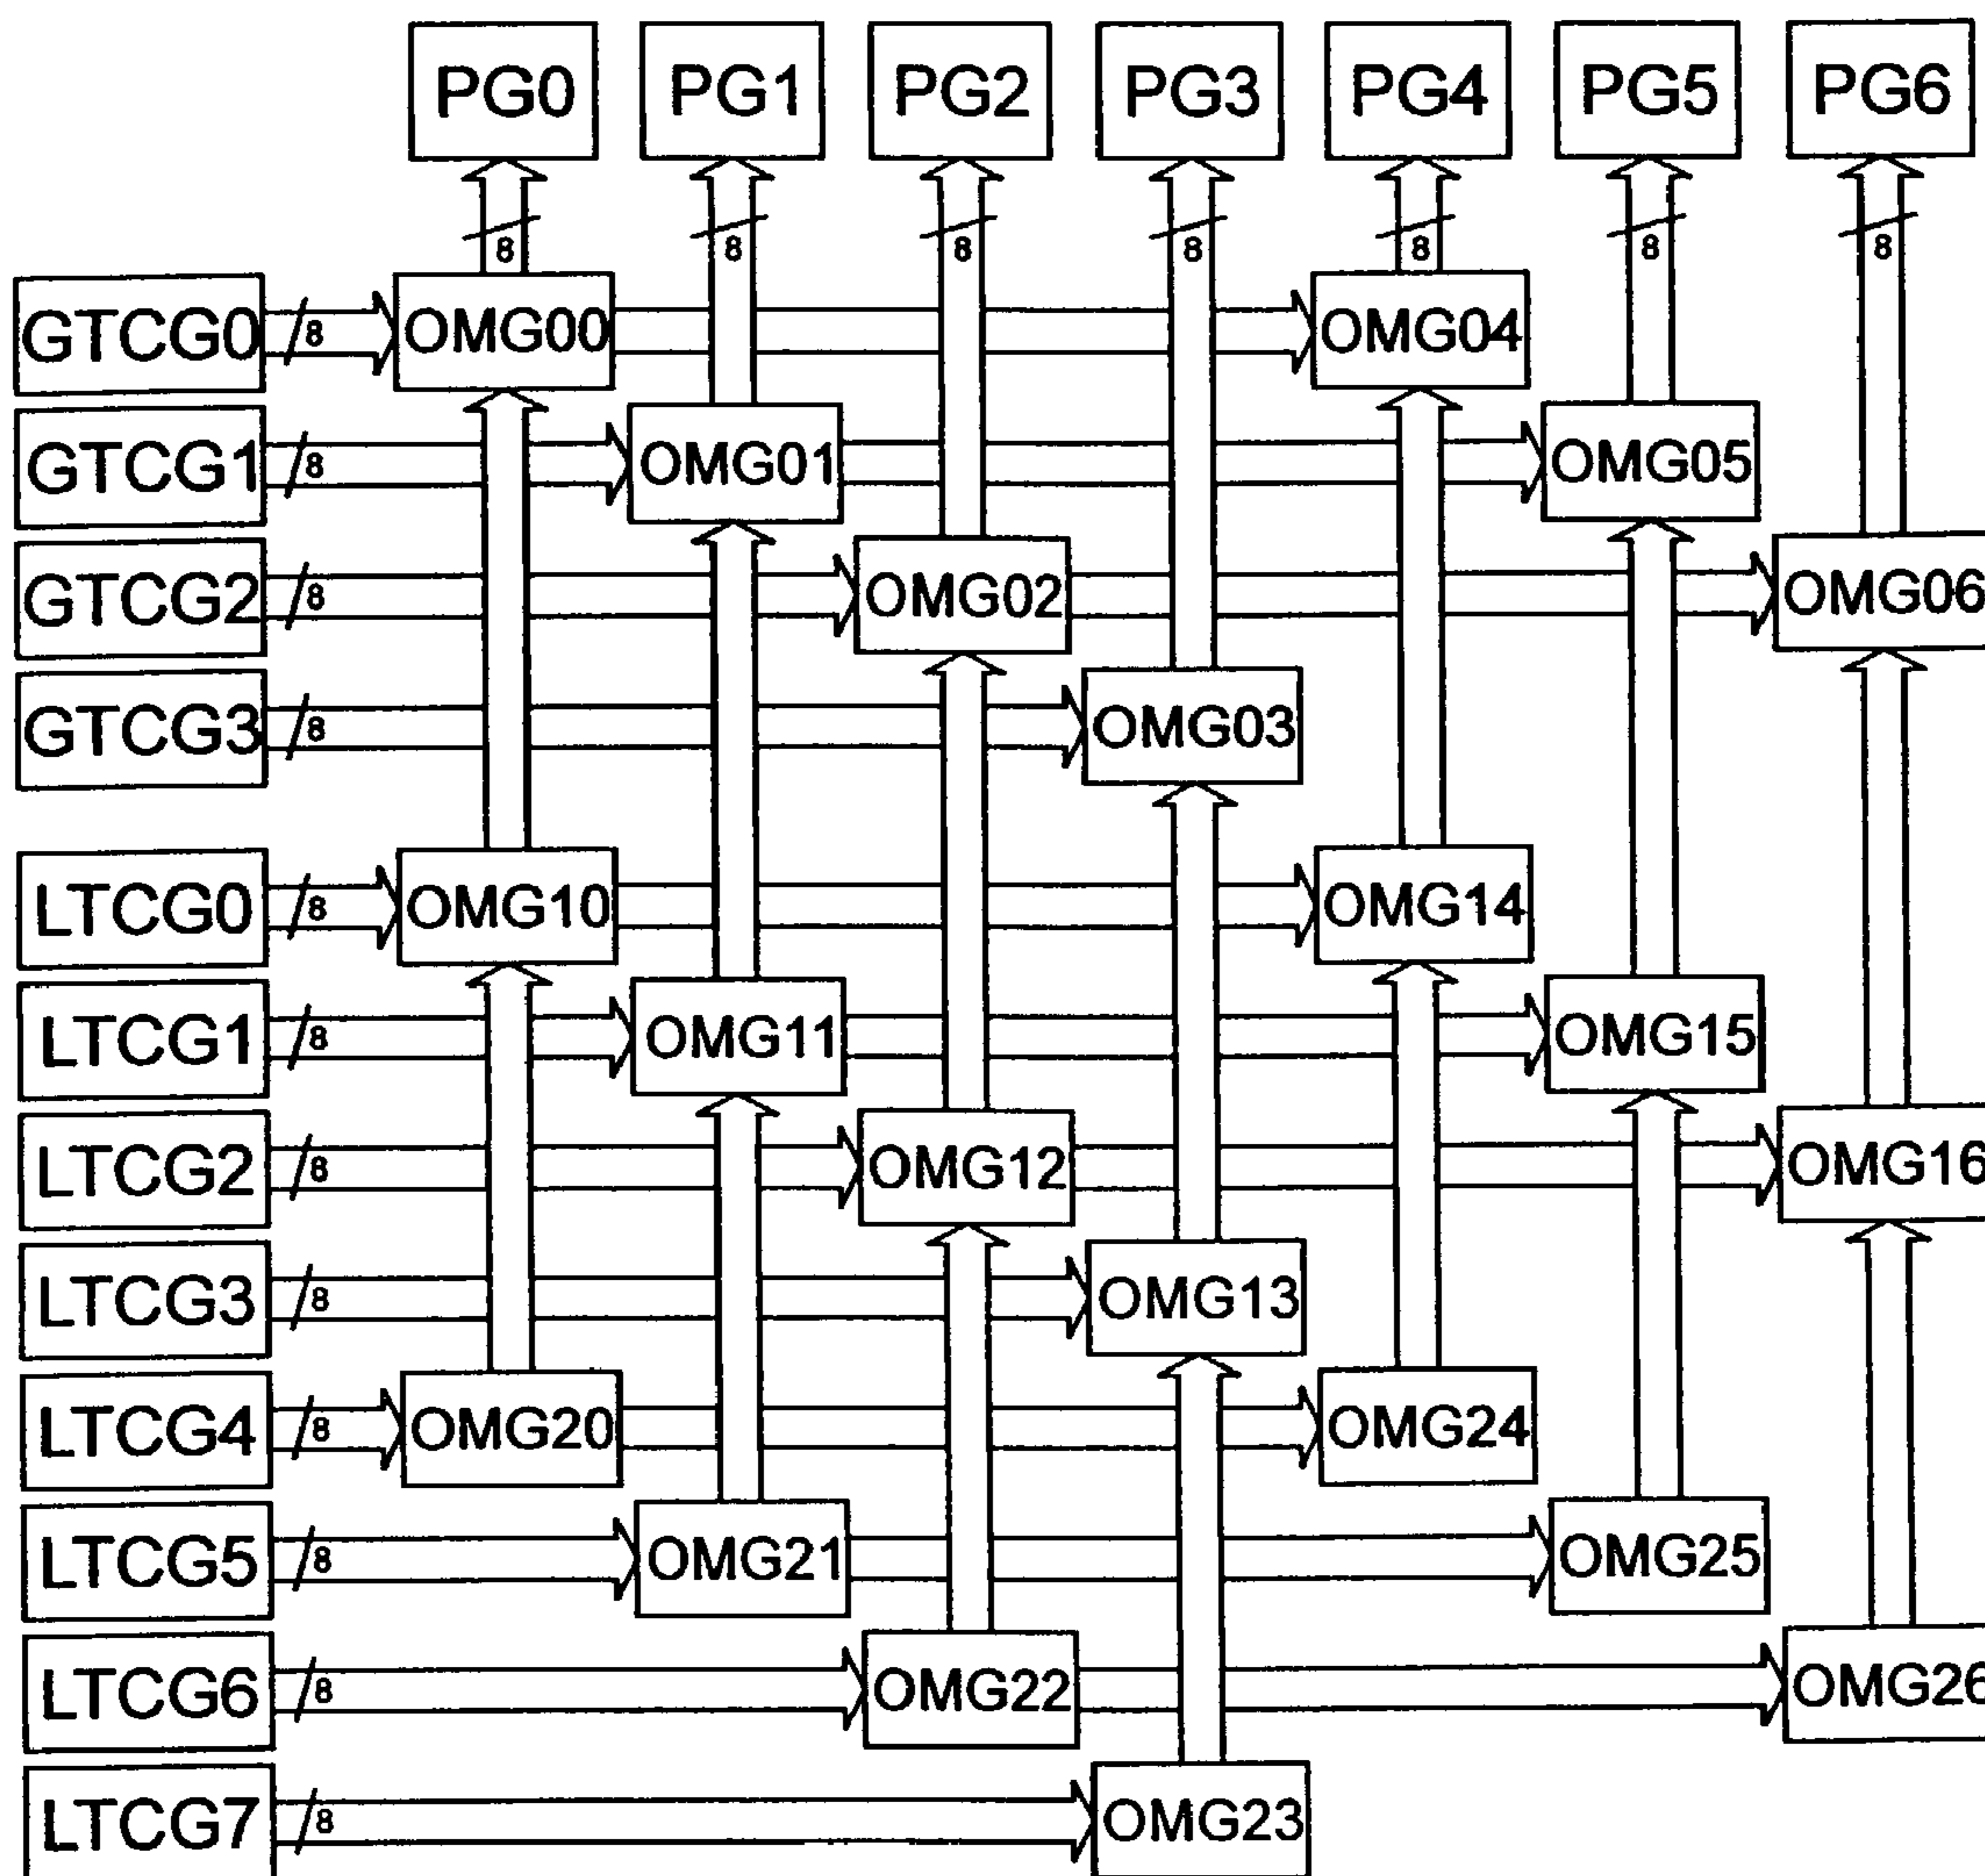 PG0 PG1 PG2 PG3 PG4 PG5 PG6
8 8 8 8 8 8 8
GTCG0 8 OMG00 OMG04
GTCG1 8 OMG01 OMG05
GTCG2 8 OMG02 OMG06
GTCG3 8 OMG03
LTCG0 8 OMG10 OMG14
LTCG1 8 OMG11 OMG15
LTCG2 8 OMG12 OMG16
LTCG3 8 OMG13
LTCG4 8 OMG20 OMG24
LTCG5 8 OMG21 OMG25
LTCG6 8 OMG22 OMG26
LTCG7 8 OMG23